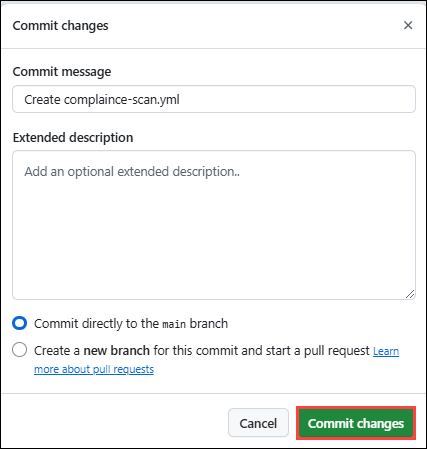 Commit changes
Commit message
Create complaince-scan.yml
Extended description
Add an optional extended description..
Commit directly to the main branch
Create a new branch for this commit and start a pull request Learn
more about pull requests
Cancel
Commit changes